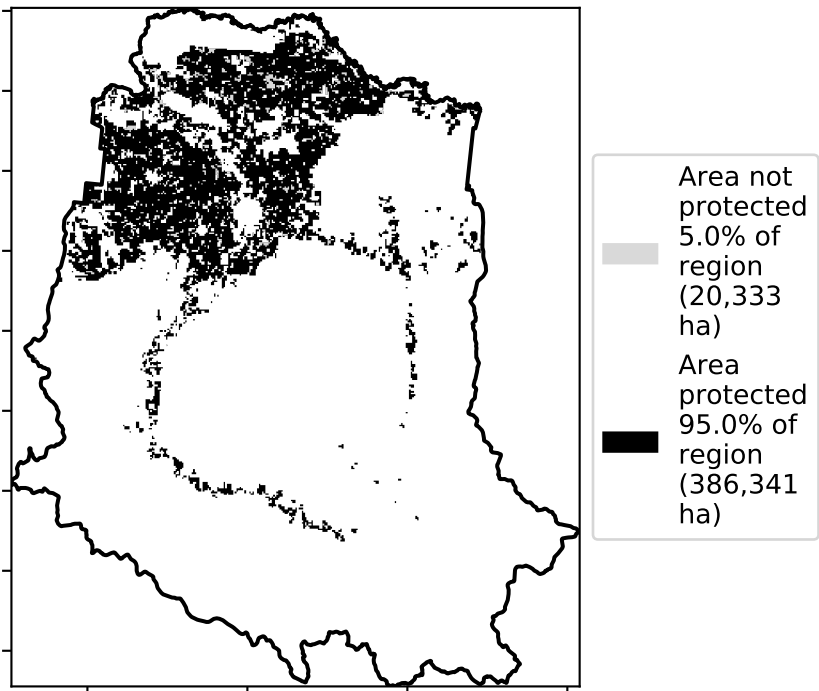 Area not
protected
5.0% of
region
(20,333
ha)
Area
protected
95.0% of
region
(386,341
ha)